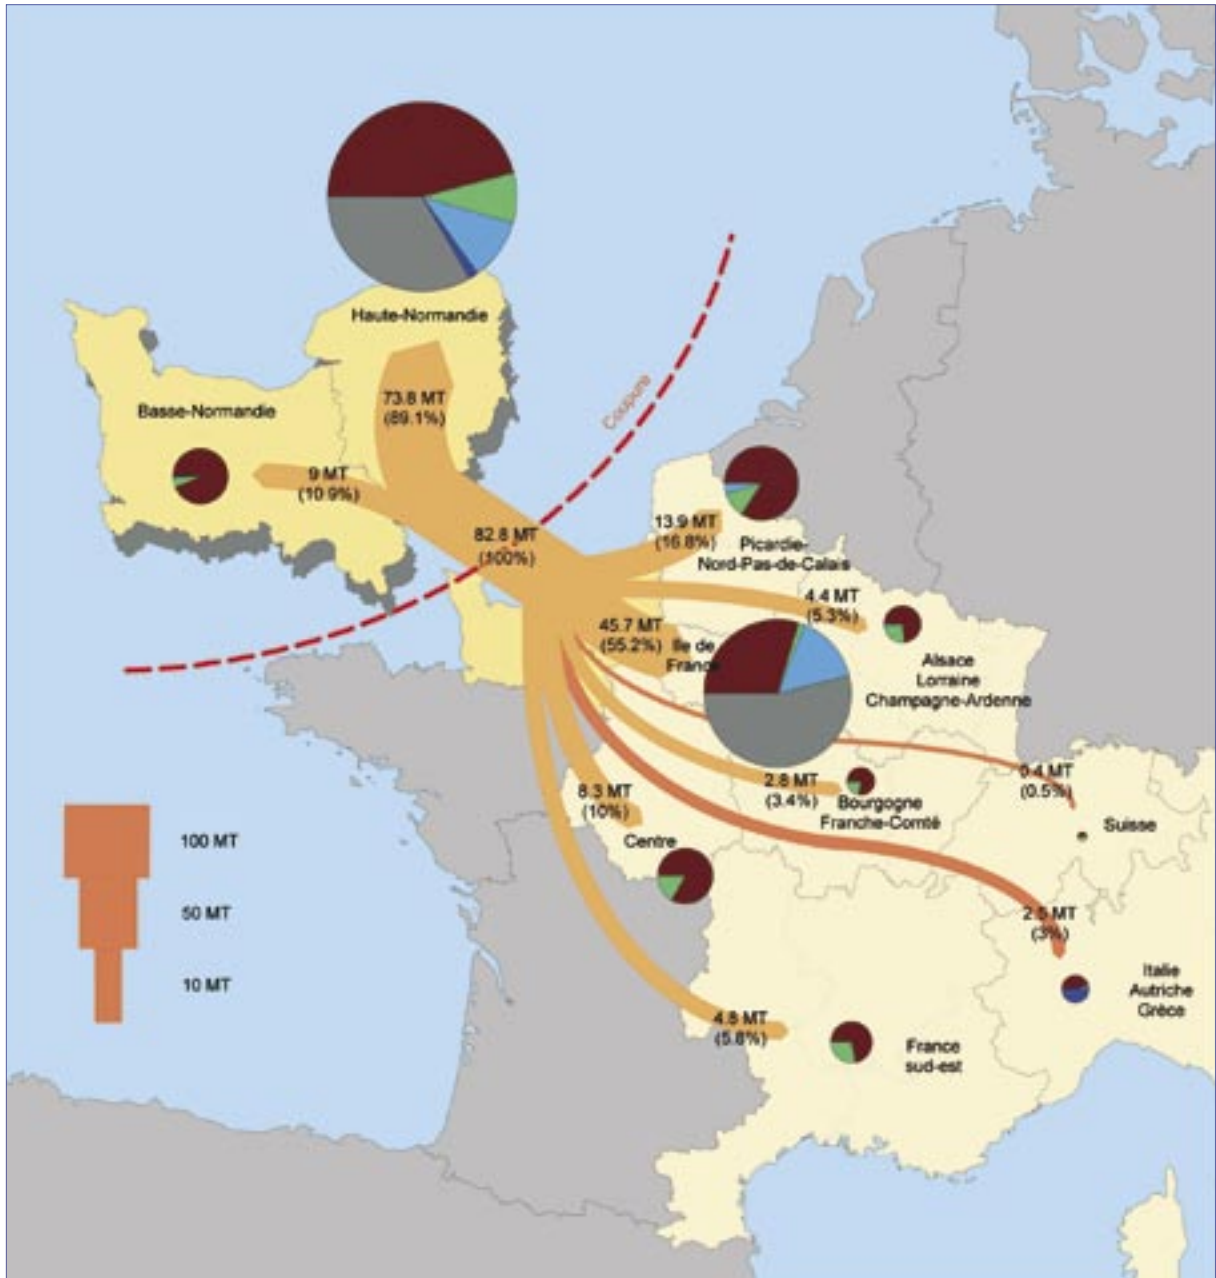 Haute-Normandie
73.8 MT
(89.1%)
Basse-Normandie
9 MT
(10.9%)
Coupure
82.8 MT
(100%)
13.9 MT
(16.8%)
Picardie-
Nord-Pas-de-Calais
4.4 MT
(5.3%)
45.7 MT
(55.2%)
Ile de
France
Alsace
Lorraine
Champagne-Ardenne
8.3 MT
(10%)
Centre
2.8 MT
(3.4%)
Bourgogne
Franche-Comté
0.4 MT
(0.5%)
Suisse
100 MT
50 MT
10 MT
2.5 MT
(3%)
Italie
Autriche
Grèce
4.8 MT
(5.8%)
France
sud-est